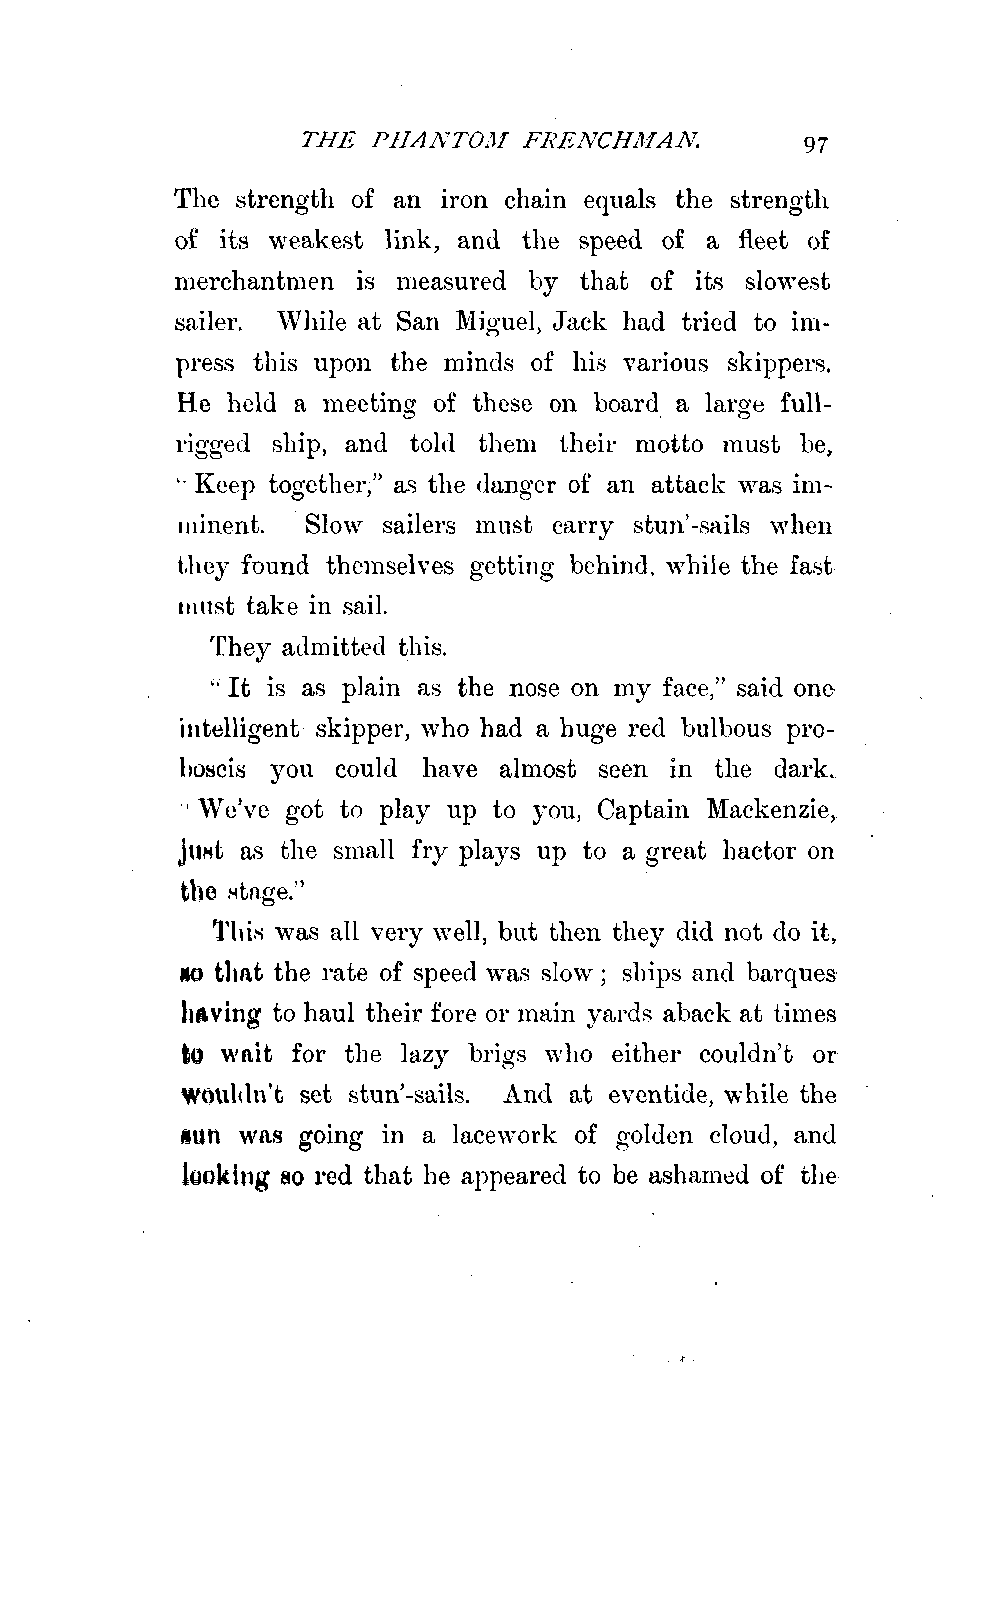 THE PHANTOM FRENCHMAN. 97
The strength of an iron chain equals the strength
of its weakest link, and the speed of a fleet of
merchantmen is measured by that of its slowest
sailer. While at San Miguel, Jack had tried to im-
press this upon the minds of his various skippers.
He held a meeting of these on board a large full-
rigged ship, and told them their motto must be,
"Keep together," as the danger of an attack was im-
minent. Slow sailers must carry stun'-sails when
they found themselves getting behind, while the fast
must take in sail.
They admitted this.
"It is as plain as the nose on my face," said one
intelligent skipper, who had a huge red bulbous pro-
boscis you could have almost seen in the dark.
"We've got to play up to you, Captain Mackenzie,
just as the small fry plays up to a great hactor on
the stage."
This was all very well, but then they did not do it,
so that the rate of speed was slow; ships and barques
having to haul their fore or main yards aback at times
to wait for the lazy brigs who either couldn't or
wouldn't set stun'-sails. And at eventide, while the
sun was going in a lacework of golden cloud, and
looking so red that he appeared to be ashamed of the